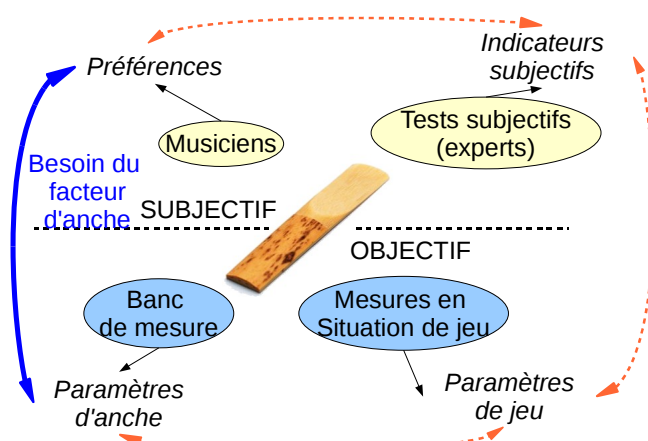 Préférences
Indicateurs
subjectifs
Musiciens
Tests subjectifs
(experts)
Besoin du
facteur
d'anche
SUBJECTIF
OBJECTIF
Banc
de mesure
Mesures en
Situation de jeu
Paramètres
d'anche
Paramètres
de jeu